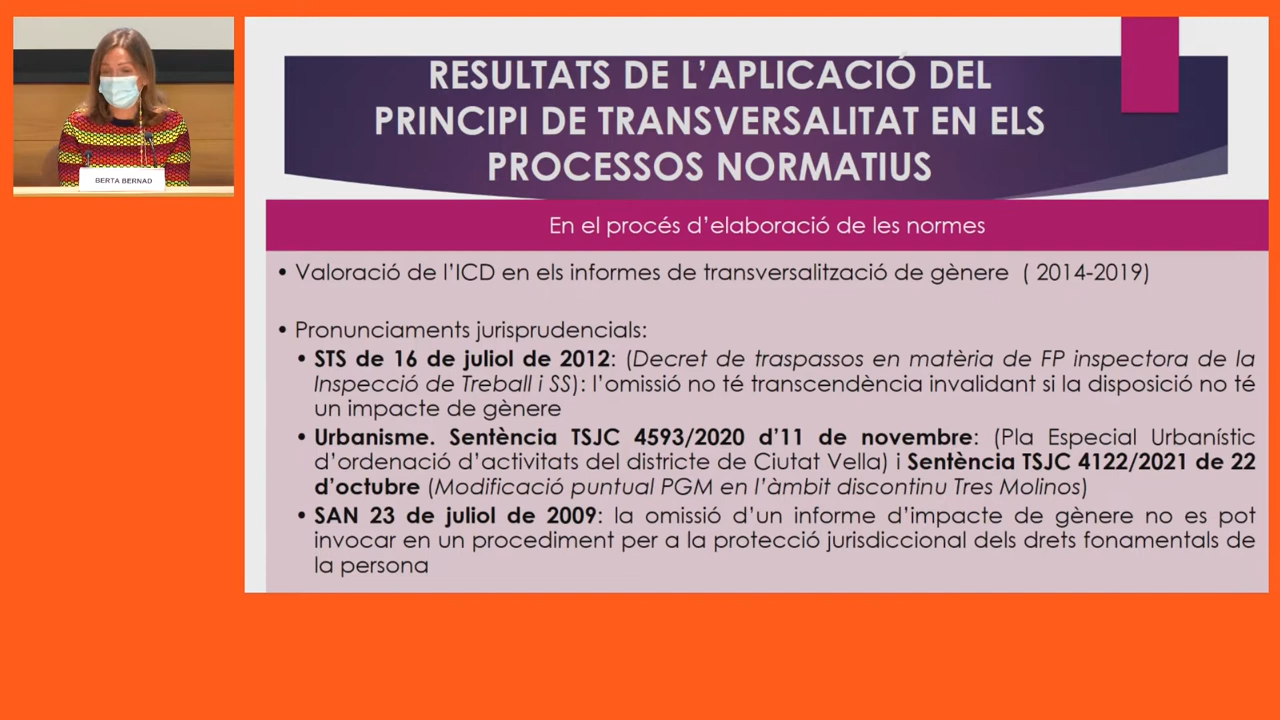 BERTA BERNAD
RESULTATS DE L'APLICACIÓ DEL
PRINCIPI DE TRANSVERSALITAT EN ELS
PROCESSOS NORMATIUS
En el procés d'elaboració de les normes
• Valoració de l'ICD en els informes de transversalització de gènere ( 2014-2019)
• Pronunciaments jurisprudencials:
• STS de 16 de juliol de 2012: (Decret de traspassos en matèria de FP inspectora de la
Inspecció de Treball i SS): l'omissió no té transcendència invalidant si la disposició no té
un impacte de gènere
• Urbanisme. Sentència TSJC 4593/2020 d'11 de novembre: (Pla Especial Urbanístic
d'ordenació d'activitats del districte de Ciutat Vella) i Sentència TSJC 4122/2021 de 22
d'octubre (Modificació puntual PGM en l'àmbit discontinu Tres Molinos)
• SAN 23 de juliol de 2009: la omissió d'un informe d'impacte de gènere no es pot
invocar en un procediment per a la protecció jurisdiccional dels drets fonamentals de
la persona